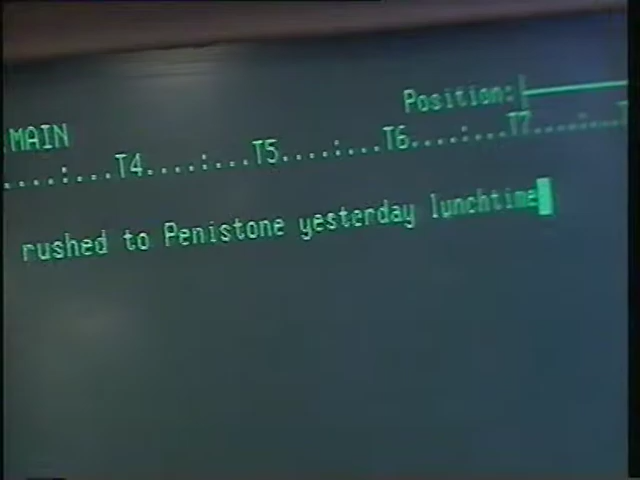 Position:
MAIN
....:...T4....:...T5....:...T6....:...T7....:...T
rushed to Penistone yesterday lunchtime